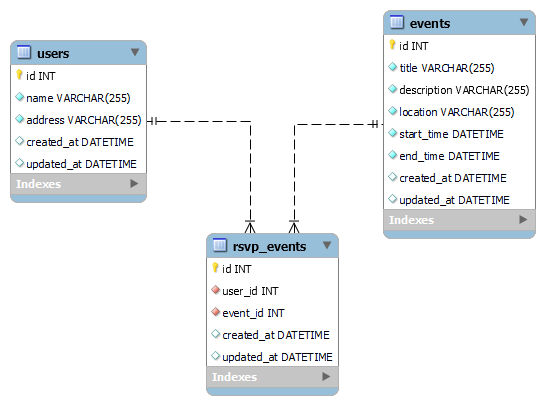 users
id INT
name VARCHAR(255)
address VARCHAR(255)
created_at DATETIME
updated_at DATETIME
Indexes
events
id INT
title VARCHAR(255)
description VARCHAR(255)
location VARCHAR(255)
start_time DATETIME
end_time DATETIME
created_at DATETIME
updated_at DATETIME
Indexes
rsvp_events
id INT
user_id INT
event_id INT
created_at DATETIME
updated_at DATETIME
Indexes